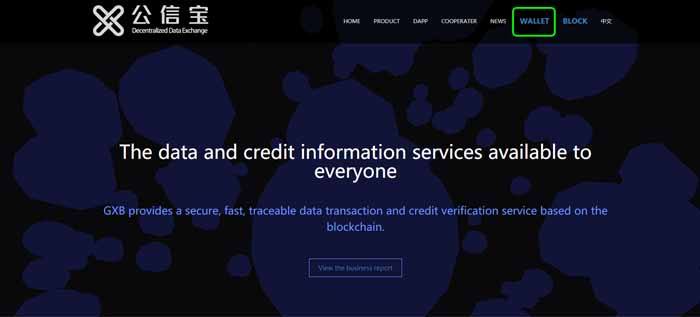 公信宝
Decentralized Data Exchange
HOME PRODUCT DAPP COOPERATER NEWS WALLET BLOCK 中文
The data and credit information services available to
everyone
GXB provides a secure, fast, traceable data transaction and credit verification service based on the
blockchain.
View the business report